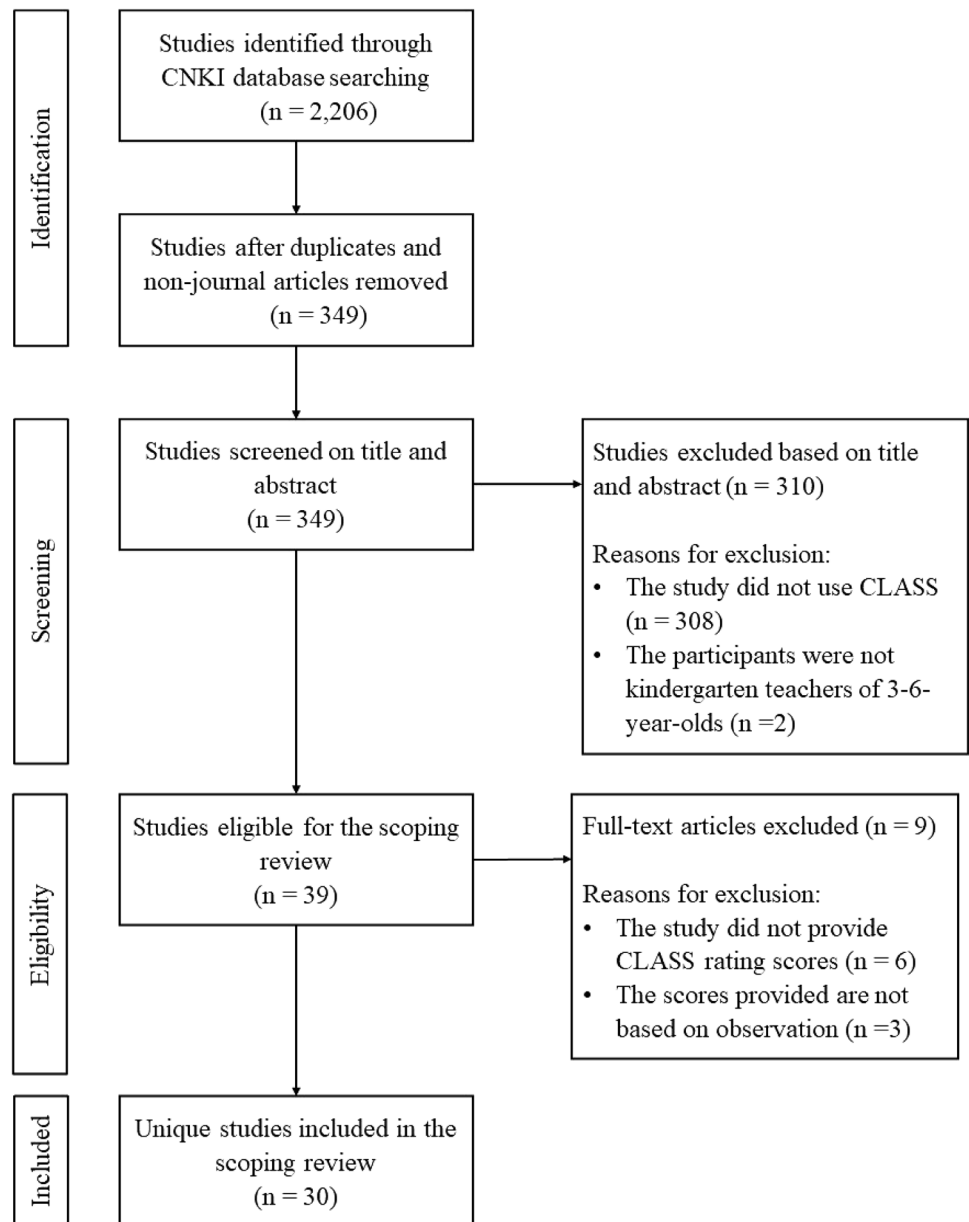 Identification
Studies identified through
CNKI database searching
(n = 2,206)
Studies after duplicates and
non-journal articles removed
(n = 349)
Screening
Studies screened on title and
abstract
(n = 349)
Studies excluded based on title
and abstract (n = 310)
Reasons for exclusion:
• The study did not use CLASS
(n = 308)
• The participants were not
kindergarten teachers of 3-6-
year-olds (n =2)
Eligibility
Studies eligible for the scoping
review
(n = 39)
Full-text articles excluded (n = 9)
Reasons for exclusion:
• The study did not provide
CLASS rating scores (n = 6)
• The scores provided are not
based on observation (n =3)
Included
Unique studies included in the
scoping review
(n = 30)